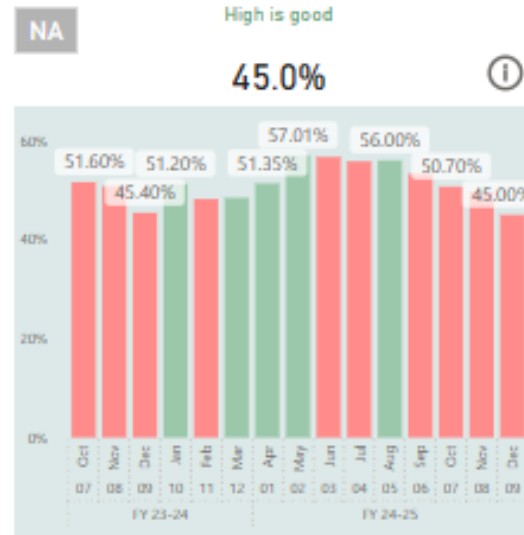 High is good
NA
45.0%
60%
57.01% 56.00%
51.60% 51.20% 51.35% 50.70%
45.40% 45.00%
40%
20%
0%
Oct Nov Dec Jan Feb Mar Apr May Jun Jul Aug Sep Oct Nov Dec
07 08 09 10 11 12 01 02 03 04 05 06 07 08 09
FY 23-24 FY 24-25